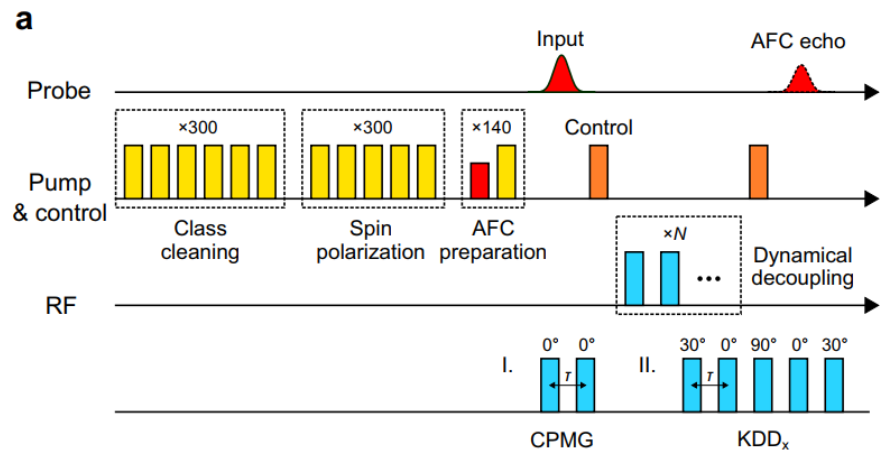 a
Input
AFC echo
Probe
×300
×300
×140
Control
Pump
& control
Class
cleaning
Spin
polarization
AFC
preparation
×N
...
Dynamical
decoupling
RF
I.
0° 0°
τ
CPMG
II.
30° 0° 90° 0° 30°
τ
KDDx